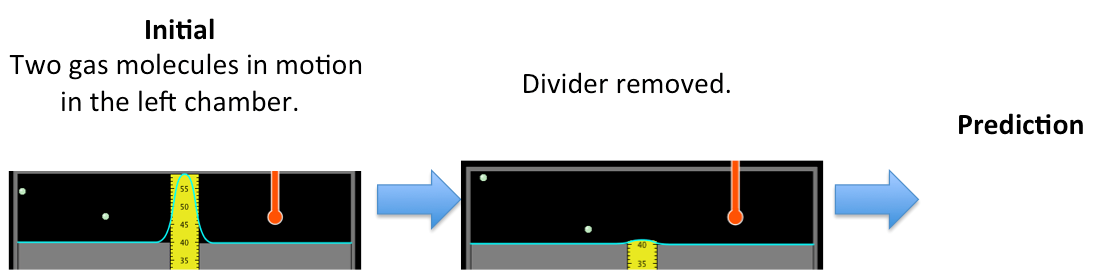 Initial
Two gas molecules in motion
in the left chamber.
Divider removed.
Prediction
55
50
45
40
35
40
35